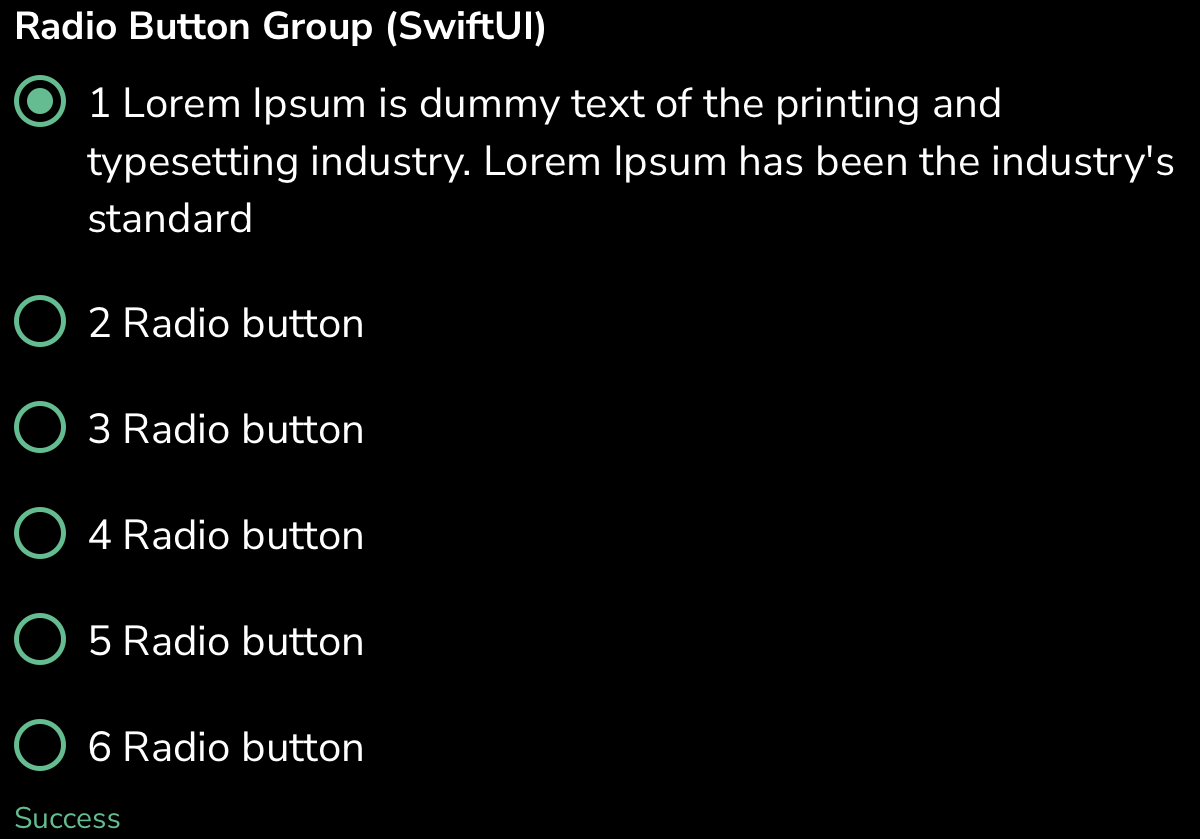 Radio Button Group (SwiftUI)
1 Lorem Ipsum is dummy text of the printing and
typesetting industry. Lorem Ipsum has been the industry's
standard
2 Radio button
3 Radio button
4 Radio button
5 Radio button
6 Radio button
Success